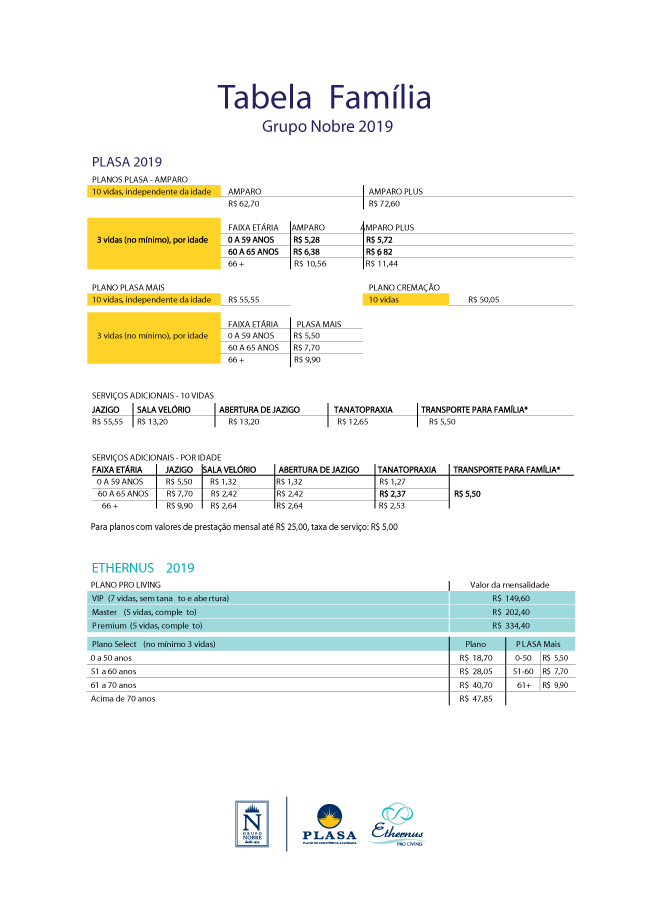 Tabela Família
Grupo Nobre 2019
PLASA 2019
PLANOS PLASA - AMPARO
10 vidas, independente da idade AMPARO AMPARO PLUS
R$ 62,70 R$ 72,60
FAIXA ETÁRIA AMPARO AMPARO PLUS
3 vidas (no mínimo), por idade 0 A 59 ANOS R$ 5,28 R$ 5,72
60 A 65 ANOS R$ 6,38 R$ 6 82
66 + R$ 10,56 R$ 11,44
PLANO PLASA MAIS PLANO CREMAÇÃO
10 vidas, independente da idade R$ 55,55 10 vidas R$ 50,05
FAIXA ETÁRIA PLASA MAIS
3 vidas (no mínimo), por idade 0 A 59 ANOS R$ 5,50
60 A 65 ANOS R$ 7,70
66 + R$ 9,90
SERVIÇOS ADICIONAIS - 10 VIDAS
JAZIGO SALA VELÓRIO ABERTURA DE JAZIGO TANATOPRAXIA TRANSPORTE PARA FAMÍLIA*
R$ 55,55 R$ 13,20 R$ 13,20 R$ 12,65 R$ 5,50
SERVIÇOS ADICIONAIS - POR IDADE
FAIXA ETÁRIA JAZIGO SALA VELÓRIO ABERTURA DE JAZIGO TANATOPRAXIA TRANSPORTE PARA FAMÍLIA*
0 A 59 ANOS R$ 5,50 R$ 1,32 R$ 1,32 R$ 1,27
60 A 65 ANOS R$ 7,70 R$ 2,42 R$ 2,42 R$ 2,37 R$ 5,50
66 + R$ 9,90 R$ 2,64 R$ 2,64 R$ 2,53
Para planos com valores de prestação mensal até R$ 25,00, taxa de serviço: R$ 5,00
ETHERNUS 2019
PLANO PRO LIVING Valor da mensalidade
VIP (7 vidas, sem tana to e abertura) R$ 149,60
Master (5 vidas, comple to) R$ 202,40
Premium (5 vidas, comple to) R$ 334,40
Plano Select (no mínimo 3 vidas) Plano PLASA Mais
0 a 50 anos R$ 18,70 0-50 R$ 5,50
51 a 60 anos R$ 28,05 51-60 R$ 7,70
61 a 70 anos R$ 40,70 61+ R$ 9,90
Acima de 70 anos R$ 47,85
N
GRUPO
NOBRE
PLASA
Ethernus
PRO LIVING